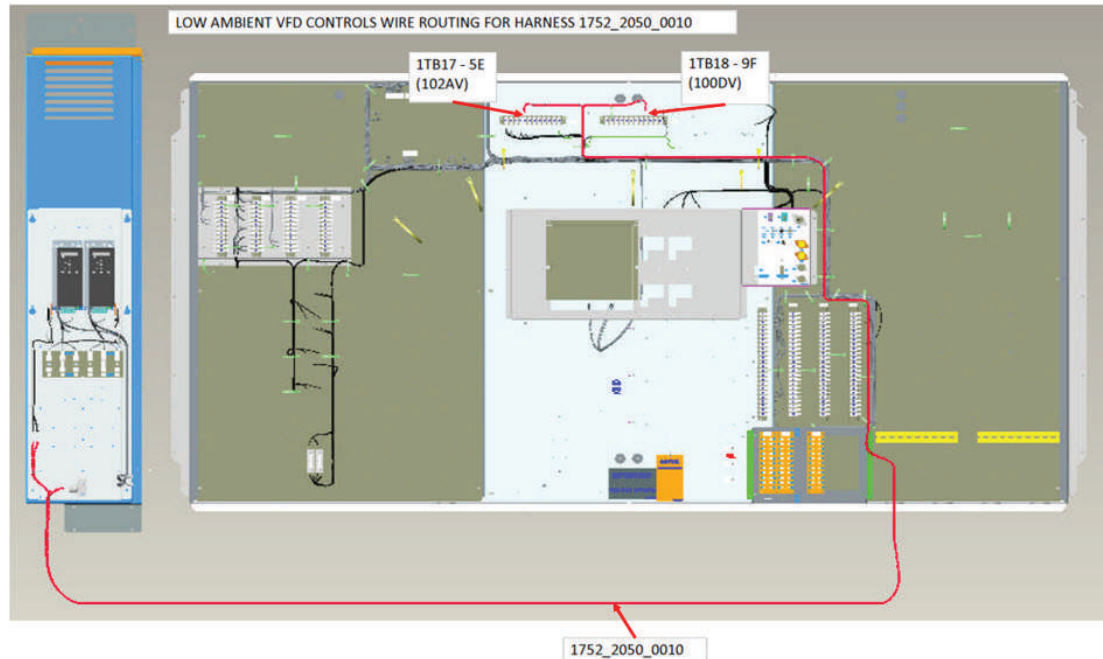 LOW AMBIENT VFD CONTROLS WIRE ROUTING FOR HARNESS 1752_2050_0010
1TB17 - 5E
(102AV)
1TB18 - 9F
(100DV)
1752_2050_0010